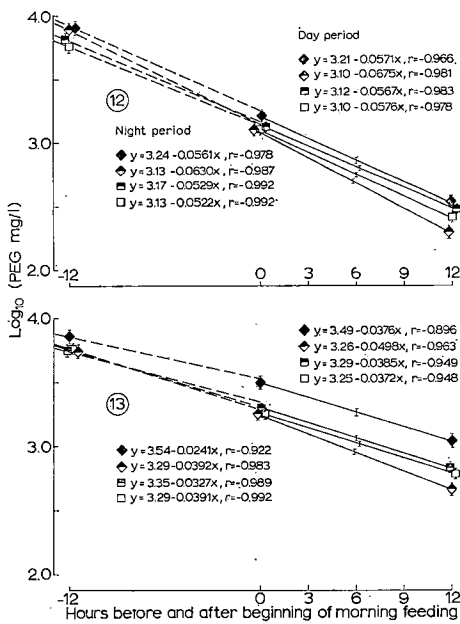 4.0
Day period
y=3.21-0.0571x, r=-0.966
y=3.10-0.0675x, r=-0.981
y=3.12-0.0567x, r=-0.983
y=3.10-0.0576x, r=-0.978
12
3.0
Night period
y=3.24-0.0561x, r=-0.978
y=3.13-0.0630x, r=-0.987
y=3.17-0.0529x, r=-0.992
y=3.13-0.0522x, r=-0.992
2.0
-12 0 3 6 9 12
Log10 (PEG mg/l)
4.0
y=3.49-0.0376x, r=-0.896
y=3.26-0.0498x, r=-0.963
y=3.29-0.0385x, r=-0.949
y=3.25-0.0372x, r=-0.948
13
3.0
y=3.54-0.0241x, r=-0.922
y=3.29-0.0392x, r=-0.983
y=3.35-0.0327x, r=-0.989
y=3.29-0.0391x, r=-0.992
2.0
-12 0 3 6 9 12
Hours before and after beginning of morning feeding